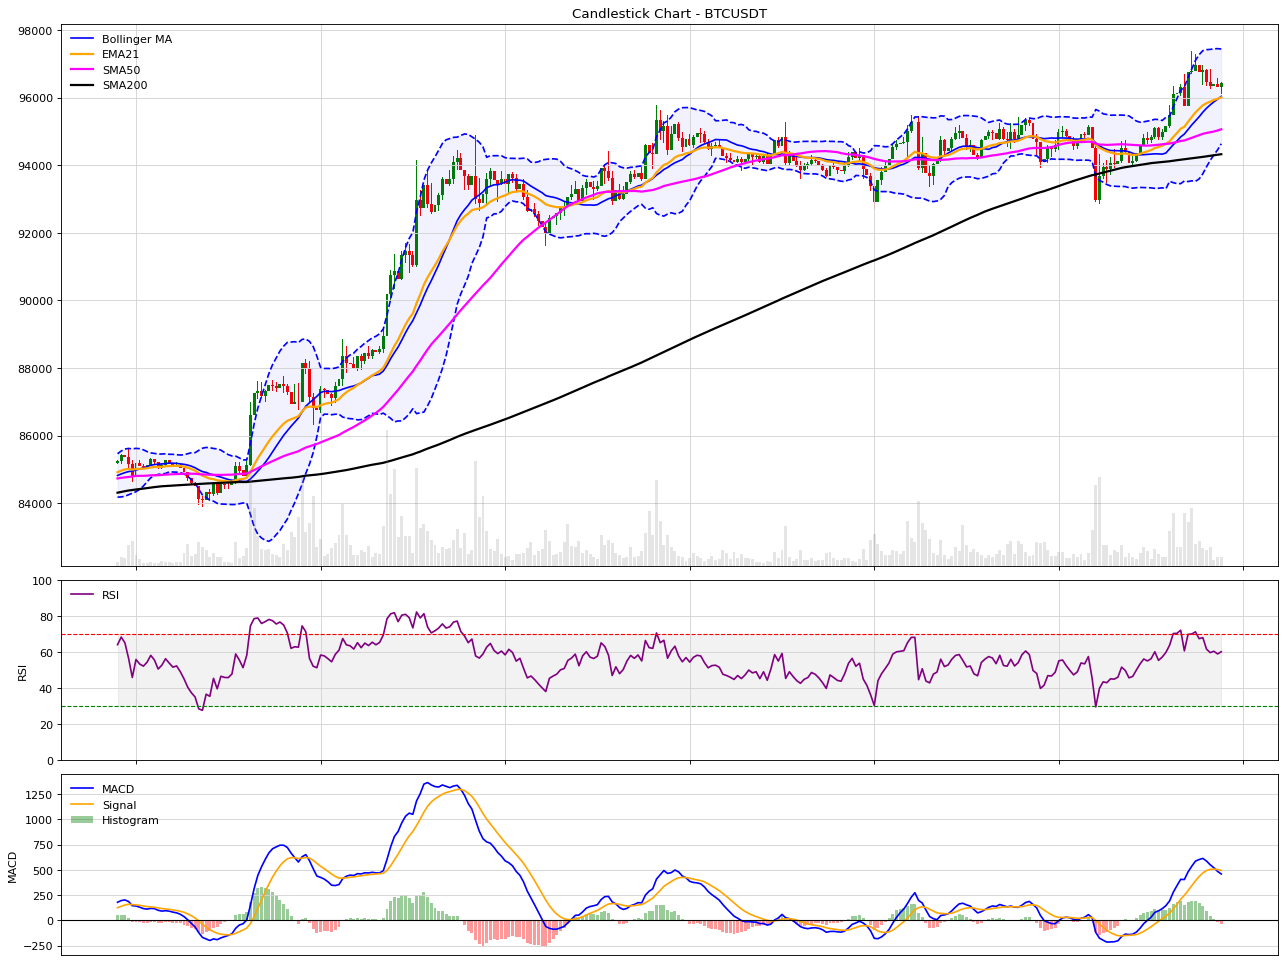 Candlestick Chart - BTCUSDT
98000
96000
94000
92000
90000
88000
86000
84000
Bollinger MA
EMA21
SMA50
SMA200
100
80
60
40
20
0
RSI
RSI
1250
1000
750
500
250
0
−250
MACD
MACD
Signal
Histogram